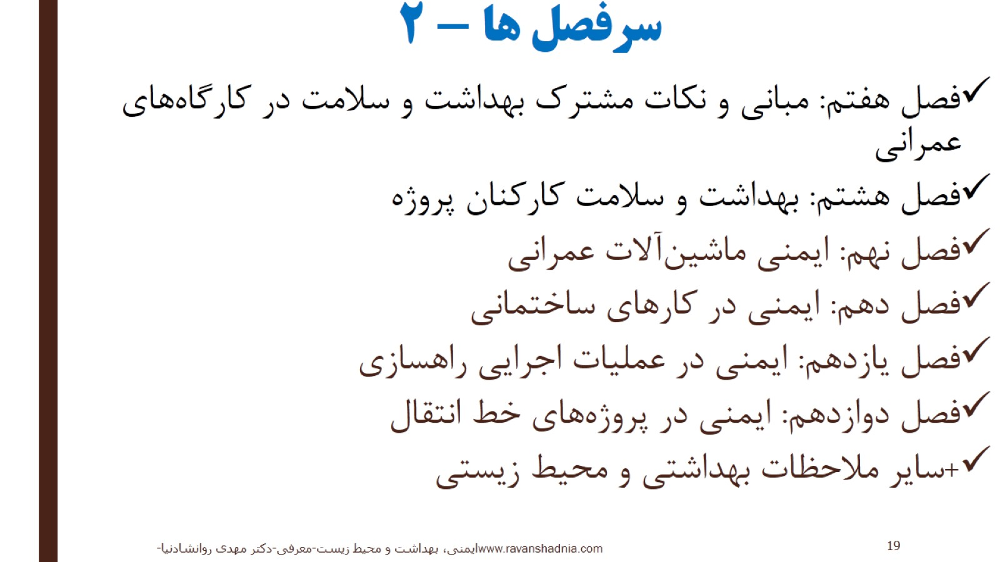 سرفصل ها – ۲
فصل هفتم: مبانی و نکات مشترک بهداشت و سلامت در کارگاه‌های
عمرانی
فصل هشتم: بهداشت و سلامت کارکنان پروژه
فصل نهم: ایمنی ماشین‌آلات عمرانی
فصل دهم: ایمنی در کارهای ساختمانی
فصل یازدهم: ایمنی در عملیات اجرایی راهسازی
فصل دوازدهم: ایمنی در پروژه‌های خط انتقال
+سایر ملاحظات بهداشتی و محیط زیستی
ایمنی، بهداشت و محیط زیست-معرفی-دکتر مهدی روانشادنیا-www.ravanshadnia.com
19